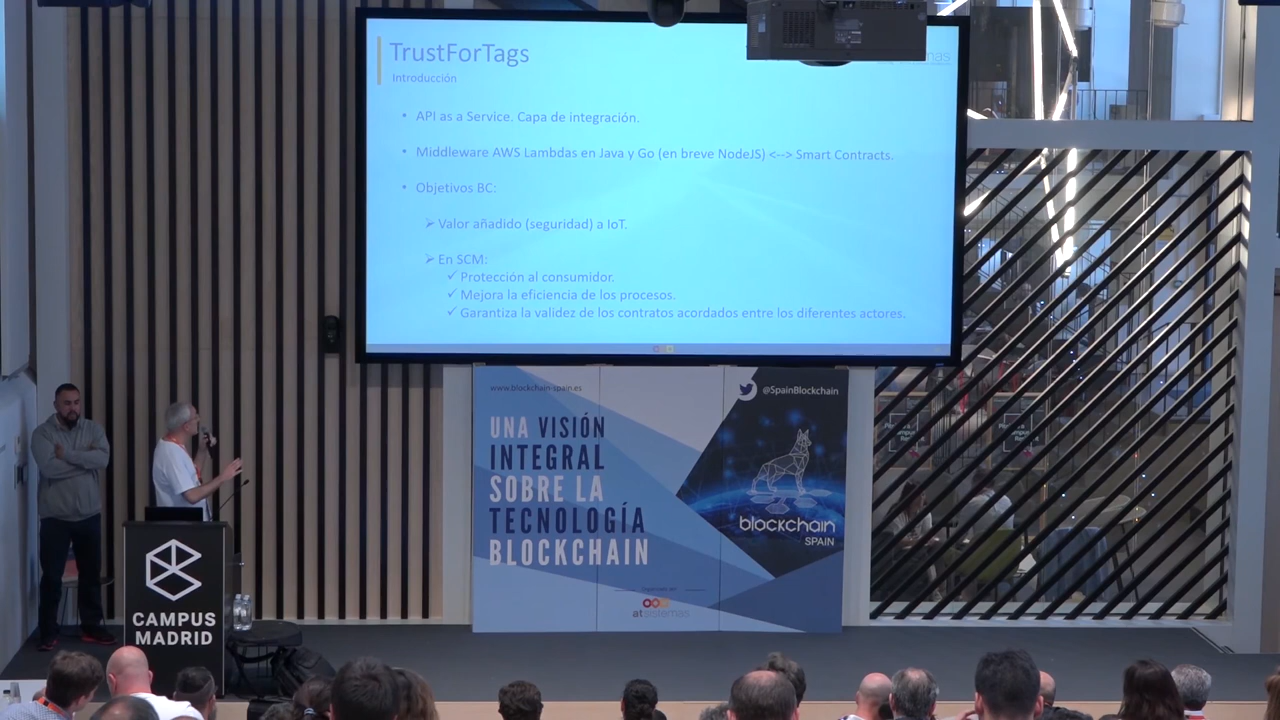 TrustForTags
Introducción
• API as a Service. Capa de integración.
• Middleware AWS Lambdas en Java y Go (en breve NodeJS) <--> Smart Contracts.
• Objetivos BC:
➢ Valor añadido (seguridad) a IoT.
➢ En SCM:
✓ Protección al consumidor.
✓ Mejora la eficiencia de los procesos.
✓ Garantiza la validez de los contratos acordados entre los diferentes actores.
www.blockchain-spain.es
@SpainBlockchain
UNA VISIÓN
INTEGRAL
SOBRE LA
TECNOLOGÍA
BLOCKCHAIN
blockchain
SPAIN
atsistemas
CAMPUS
MADRID